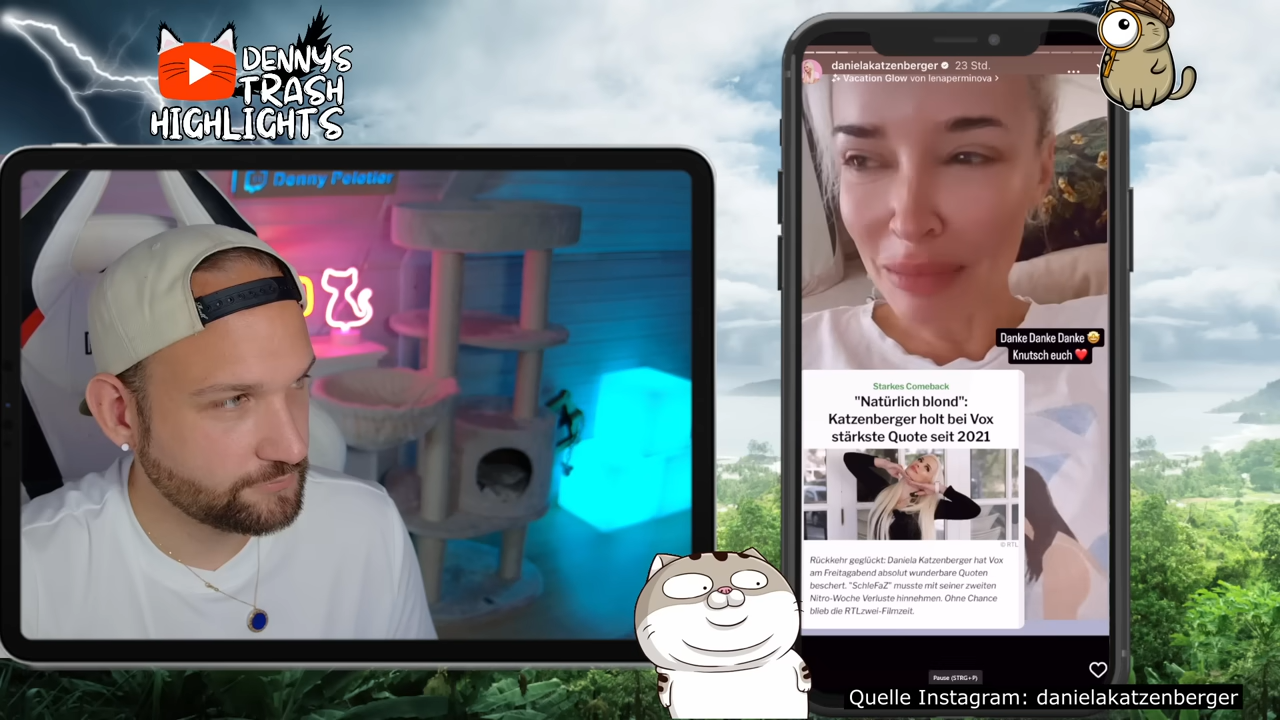 DENNYS
TRASH
HIGHLIGHTS
Denny Peletier
danielakatzenberger 23 Std.
Vacation Glow von lenaperminova >
Danke Danke Danke 🤩
Knutsch euch ❤️
Starkes Comeback
"Natürlich blond":
Katzenberger holt bei Vox
stärkste Quote seit 2021
© RTL
Rückkehr geglückt: Daniela Katzenberger hat Vox
am Freitagabend absolut wunderbare Quoten
beschert. "SchleFaZ" musste mit seiner zweiten
Nitro-Woche Verluste hinnehmen. Ohne Chance
blieb die RTLzwei-Filmzeit.
Pause (STRG+P)
Quelle Instagram: danielakatzenberger